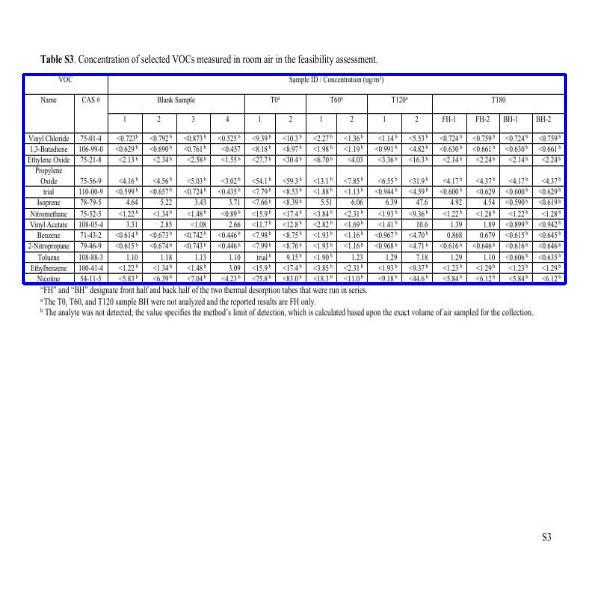 Table S3. Concentration of selected VOCs measured in room air in the feasibility assessment.
VOC Sample ID / Concentration (ug/m³)
Name CAS # Blank Sample T0ᵃ T60ᵃ T120ᵃ T180
1 2 3 4 1 2 1 2 1 2 FH-1 FH-2 BH-1 BH-2
Vinyl Chloride 75-01-4 <0.723ᵇ <0.792ᵇ <0.873ᵇ <0.525ᵇ <9.39ᵇ <10.3ᵇ <2.27ᵇ <1.36ᵇ <1.14ᵇ <5.53ᵇ <0.724ᵇ <0.759ᵇ <0.724ᵇ <0.759ᵇ
1,3-Butadiene 106-99-0 <0.629ᵇ <0.690ᵇ <0.761ᵇ <0.457 <8.18ᵇ <8.97ᵇ <1.98ᵇ <1.19ᵇ <0.991ᵇ <4.82ᵇ <0.630ᵇ <0.661ᵇ <0.630ᵇ <0.661ᵇ
Ethylene Oxide 75-21-8 <2.13ᵇ <2.34ᵇ <2.58ᵇ <1.55ᵇ <27.7ᵇ <30.4ᵇ <6.70ᵇ <4.03 <3.36ᵇ <16.3ᵇ <2.14ᵇ <2.24ᵇ <2.14ᵇ <2.24ᵇ
Propylene
Oxide 75-56-9 <4.16ᵇ <4.56ᵇ <5.03ᵇ <3.02ᵇ <54.1ᵇ <59.3ᵇ <13.1ᵇ <7.85ᵇ <6.55ᵇ <31.9ᵇ <4.17ᵇ <4.37ᵇ <4.17ᵇ <4.37ᵇ
trial 110-00-9 <0.599ᵇ <0.657ᵇ <0.724ᵇ <0.435ᵇ <7.79ᵇ <8.53ᵇ <1.88ᵇ <1.13ᵇ <0.944ᵇ <4.59ᵇ <0.600ᵇ <0.629 <0.600ᵇ <0.629ᵇ
Isoprene 78-79-5 4.64 5.22 3.43 3.71 <7.66ᵇ <8.39ᵇ 5.51 6.06 6.39 47.6 4.92 4.54 <0.590ᵇ <0.619ᵇ
Nitromethane 75-52-5 <1.22ᵇ <1.34ᵇ <1.48ᵇ <0.89ᵇ <15.9ᵇ <17.4ᵇ <3.84ᵇ <2.31ᵇ <1.93ᵇ <9.36ᵇ <1.22ᵇ <1.28ᵇ <1.22ᵇ <1.28ᵇ
Vinyl Acetate 108-05-4 3.31 2.85 <1.08 2.66 <11.7ᵇ <12.8ᵇ <2.82ᵇ <1.69ᵇ <1.41ᵇ 10.6 1.39 1.89 <0.899ᵇ <0.942ᵇ
Benzene 71-43-2 <0.614ᵇ <0.673ᵇ <0.742ᵇ <0.446ᵇ <7.98ᵇ <8.75ᵇ <1.93ᵇ <1.16ᵇ <0.967ᵇ <4.70ᵇ 0.868 0.679 <0.615ᵇ <0.645ᵇ
2-Nitropropane 79-46-9 <0.615ᵇ <0.674ᵇ <0.743ᵇ <0.446ᵇ <7.99ᵇ <8.76ᵇ <1.93ᵇ <1.16ᵇ <0.968ᵇ <4.71ᵇ <0.616ᵇ <0.646ᵇ <0.616ᵇ <0.646ᵇ
Toluene 108-88-3 1.10 1.18 1.13 1.10 trialᵇ 9.15ᵇ <1.90ᵇ 1.23 1.29 7.18 1.29 1.10 <0.606ᵇ <0.635ᵇ
Ethylbenzene 100-41-4 <1.22ᵇ <1.34ᵇ <1.48ᵇ 3.09 <15.9ᵇ <17.4ᵇ <3.85ᵇ <2.31ᵇ <1.93ᵇ <9.37ᵇ <1.23ᵇ <1.29ᵇ <1.23ᵇ <1.29ᵇ
Nicotine 54-11-5 <5.83ᵇ <6.39ᵇ <7.04ᵇ <4.23ᵇ <75.8ᵇ <83.0ᵇ <18.3ᵇ <11.0ᵇ <9.18ᵇ <44.6ᵇ <5.84ᵇ <6.12ᵇ <5.84ᵇ <6.12ᵇ
"FH" and "BH" designate front half and back half of the two thermal desorption tubes that were run in series.
ᵃ The T0, T60, and T120 sample BH were not analyzed and the reported results are FH only.
ᵇ The analyte was not detected; the value specifies the method's limit of detection, which is calculated based upon the exact volume of air sampled for the collection.
S3